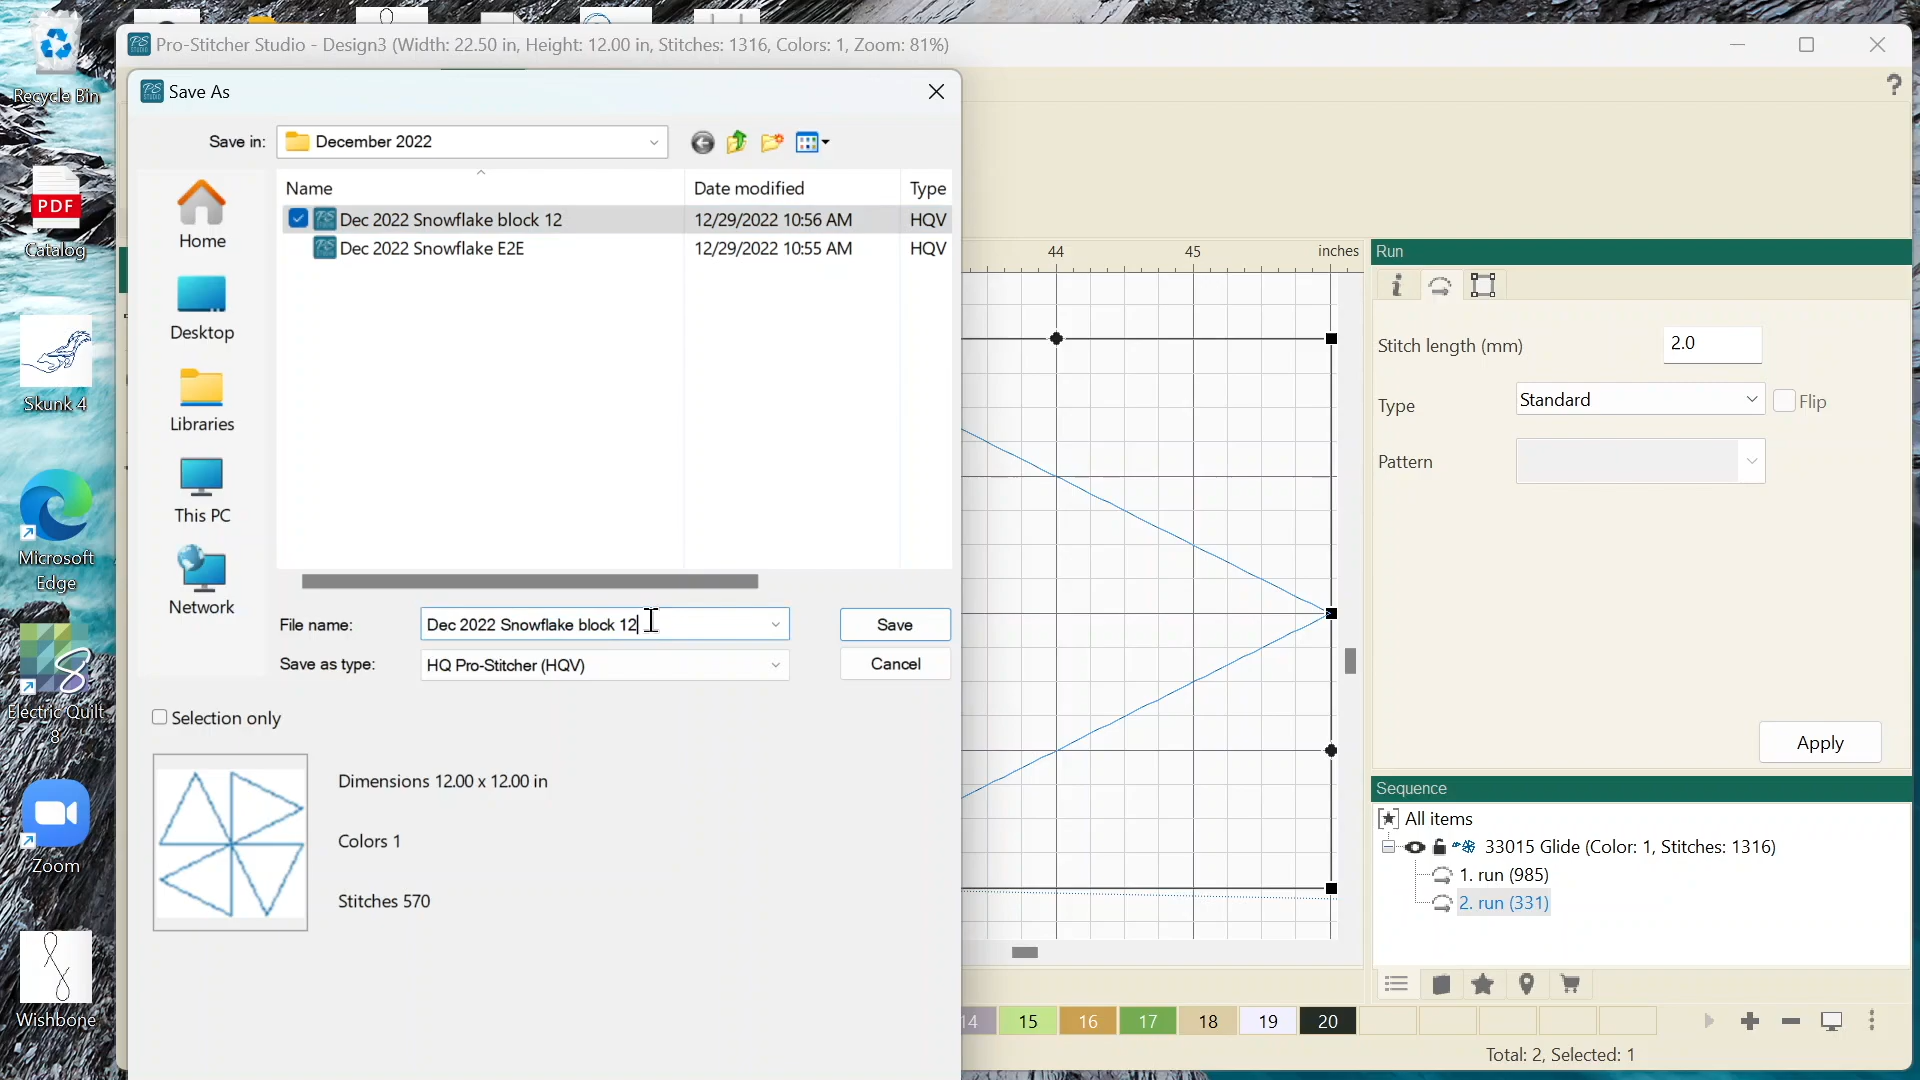 Recycle Bin
PDF
Catalog
Skunk 4
Microsoft
Edge
Electric Quilt
8
Zoom
Wishbone
Pro-Stitcher Studio - Design3 (Width: 22.50 in, Height: 12.00 in, Stitches: 1316, Colors: 1, Zoom: 81%)
PS STUDIO Save As
Save in: December 2022
Home
Desktop
Libraries
This PC
Network
Name Date modified Type
Dec 2022 Snowflake block 12 12/29/2022 10:56 AM HQV
Dec 2022 Snowflake E2E 12/29/2022 10:55 AM HQV
File name: Dec 2022 Snowflake block 12 Save
Save as type: HQ Pro-Stitcher (HQV) Cancel
Selection only
Dimensions 12.00 x 12.00 in
Colors 1
Stitches 570
44 45 inches
Run
Stitch length (mm) 2.0
Type Standard Flip
Pattern
Apply
Sequence
All items
33015 Glide (Color: 1, Stitches: 1316)
1. run (985)
2. run (331)
14 15 16 17 18 19 20
Total: 2, Selected: 1